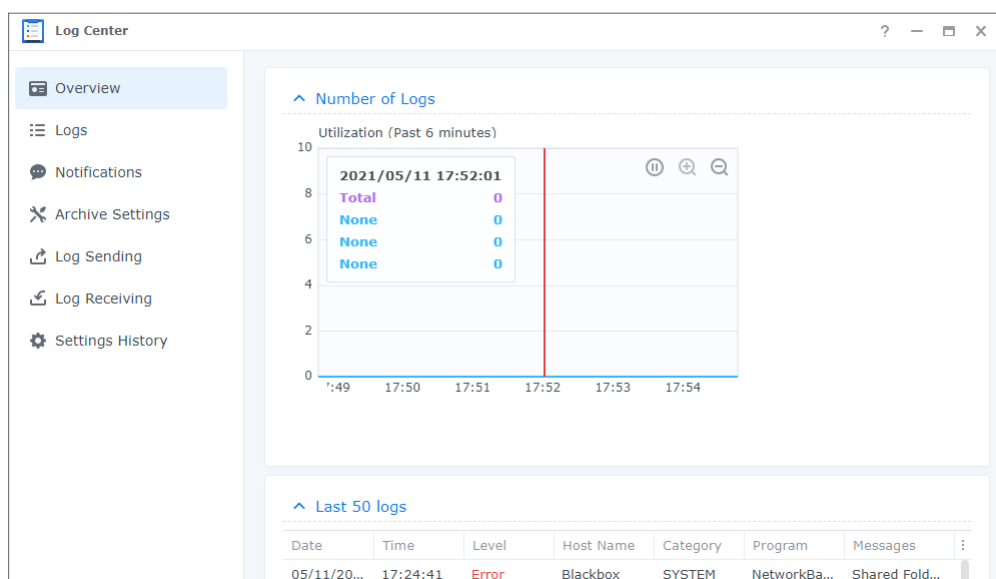 Log Center
?
Overview
Logs
Notifications
Archive Settings
Log Sending
Log Receiving
Settings History
Number of Logs
Utilization (Past 6 minutes)
10
8
6
4
2
0
2021/05/11 17:52:01
Total 0
None 0
None 0
None 0
':49 17:50 17:51 17:52 17:53 17:54
Last 50 logs
Date Time Level Host Name Category Program Messages
05/11/20... 17:24:41 Error Blackbox SYSTEM NetworkBa... Shared Fold...